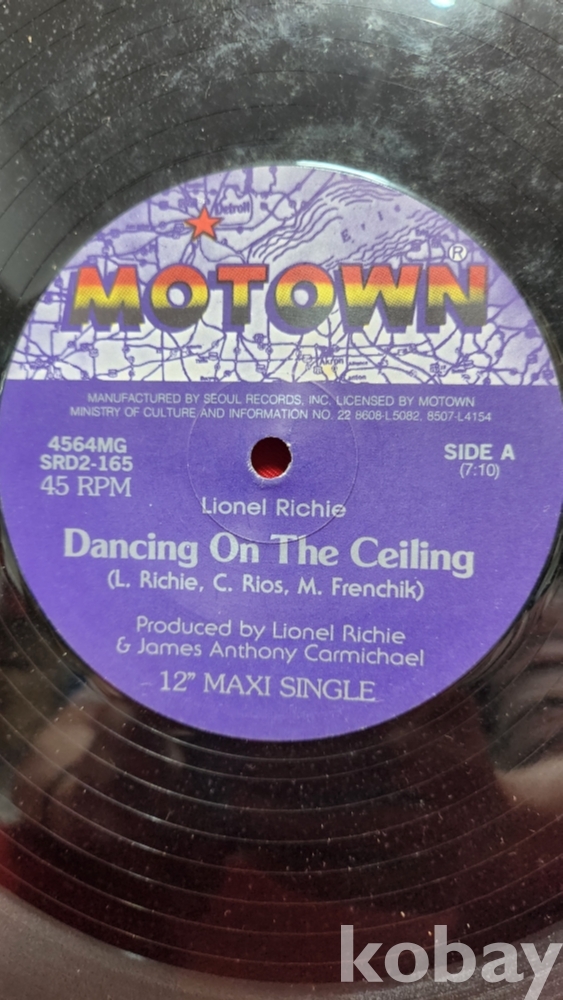 Detroit
Erie
MOTOWN®
Akron
Canton
MANUFACTURED BY SEOUL RECORDS, INC. LICENSED BY MOTOWN
MINISTRY OF CULTURE AND INFORMATION NO. 22 8608-L5082, 8507-L4154
4564MG
SRD2-165
45 RPM
SIDE A
(7:10)
Lionel Richie
Dancing On The Ceiling
(L. Richie, C. Rios, M. Frenchik)
Produced by Lionel Richie
& James Anthony Carmichael
12" MAXI SINGLE
kobay